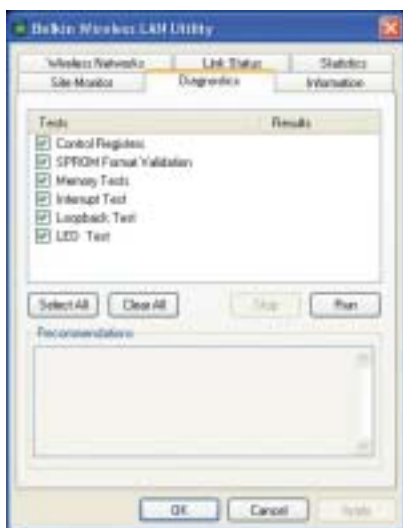 Belkin Wireless LAN Utility
Wireless Networks Link Status Statistics
Site Monitor Diagnostics Information
Tests Results
Control Registers
SPROM Format Validation
Memory Tests
Interrupt Test
Loopback Test
LED Test
Select All Clear All Stop Run
Recommendations
OK Cancel Apply